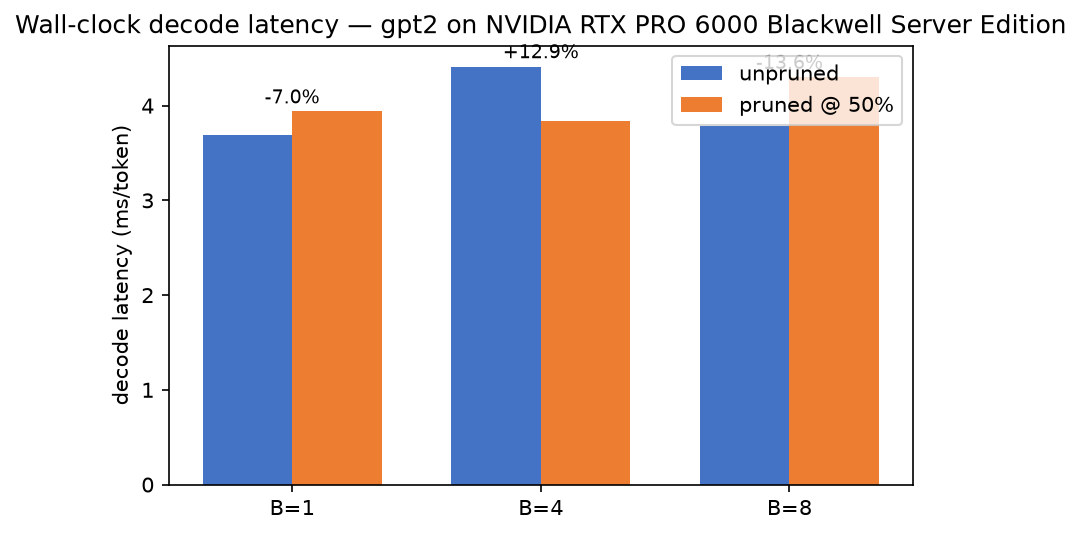 Wall-clock decode latency — gpt2 on NVIDIA RTX PRO 6000 Blackwell Server Edition
+12.9%
-13.6%
-7.0%
unpruned
pruned @ 50%
decode latency (ms/token)
4
3
2
1
0
B=1
B=4
B=8